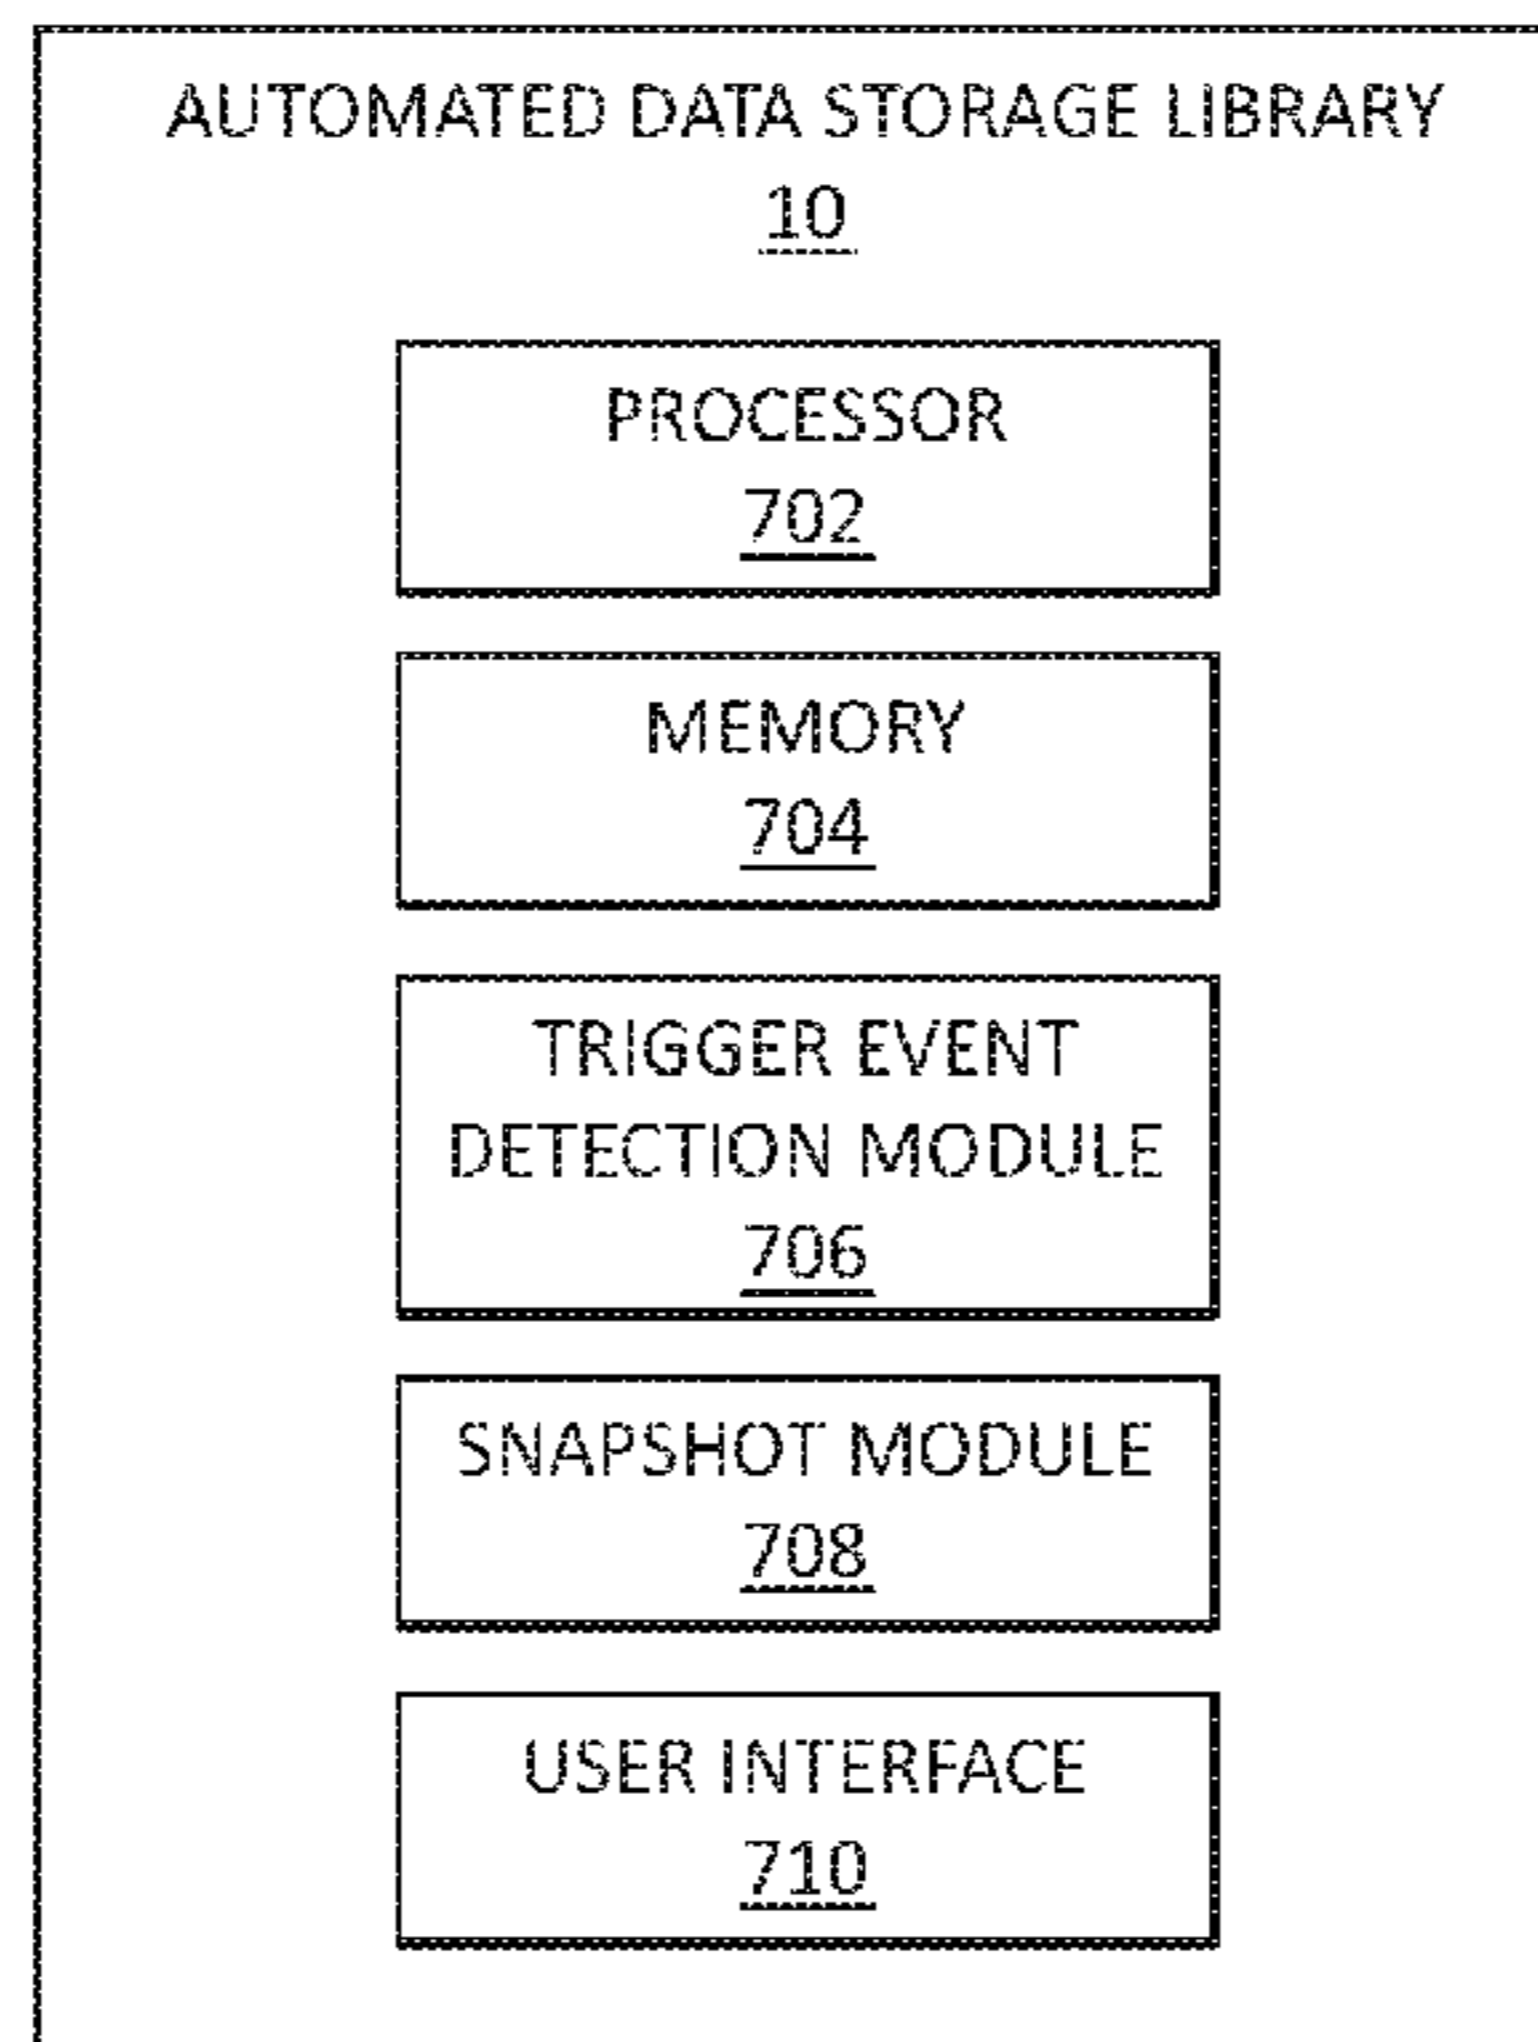 AUTOMATED DATA STORAGE LIBRARY
10
PROCESSOR
702
MEMORY
704
TRIGGER EVENT
DETECTION MODULE
706
SNAPSHOT MODULE
708
USER INTERFACE
710